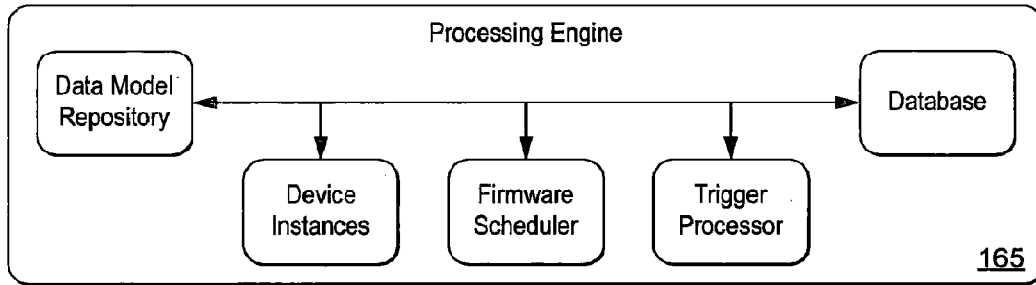 Processing Engine
Data Model
Repository
Database
Device
Instances
Firmware
Scheduler
Trigger
Processor
165